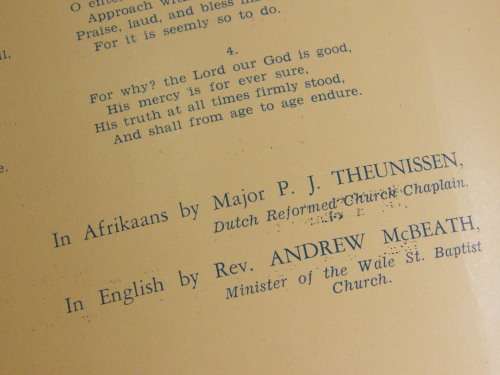 O enter
Approach with
Praise, laud, and bless
For it is seemly so to do.
4.
For why? the Lord our God is good,
His mercy is for ever sure,
His truth at all times firmly stood,
And shall from age to age endure.
In Afrikaans by Major P. J. THEUNISSEN,
Dutch Reformed Church Chaplain.
In English by Rev. ANDREW McBEATH,
Minister of the Wale St. Baptist
Church.